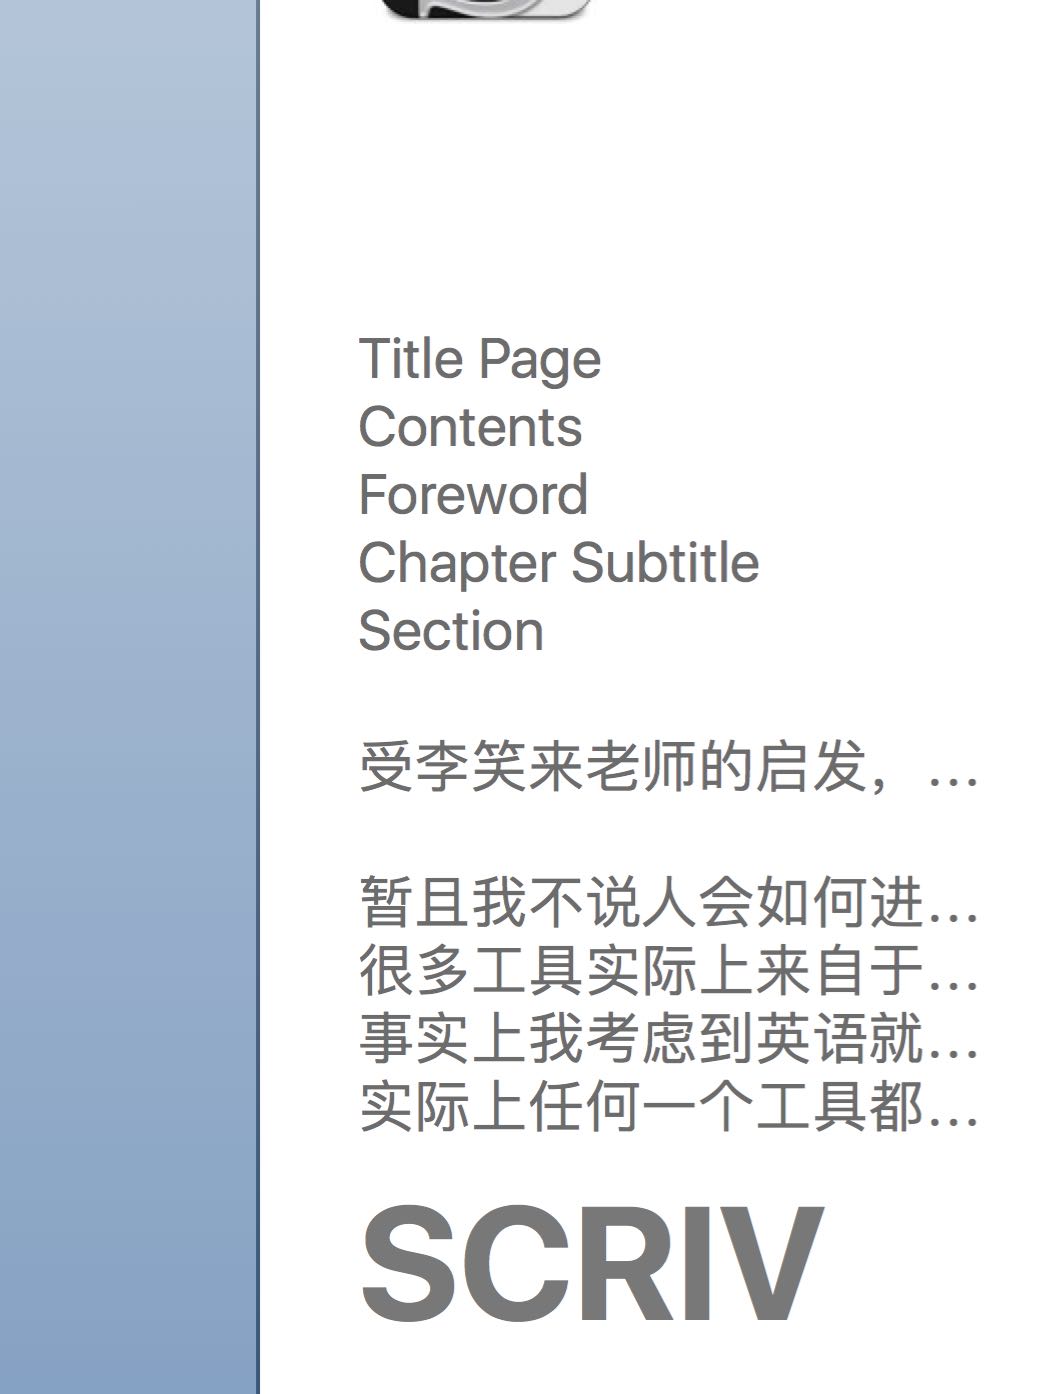 Title Page
Contents
Foreword
Chapter Subtitle
Section
受李笑来老师的启发，…
暂且我不说人会如何进…
很多工具实际上来自于…
事实上我考虑到英语就…
实际上任何一个工具都…
SCRIV